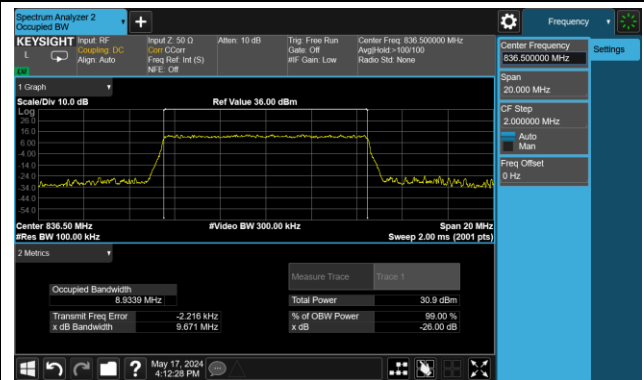 Spectrum Analyzer 2
Occupied BW
Frequency
KEYSIGHT
L
LXI
Input: RF
Coupling: DC
Align: Auto
Input Z: 50 Ω
Corr CCorr
Freq Ref: Int (S)
NFE: Off
Atten: 10 dB
Trig: Free Run
Gate: Off
#IF Gain: Low
Center Freq: 836.500000 MHz
Avg|Hold:>100/100
Radio Std: None
Center Frequency
836.500000 MHz
Settings
Span
20.000 MHz
CF Step
2.000000 MHz
Auto
Man
Freq Offset
0 Hz
1 Graph
Scale/Div 10.0 dB
Ref Value 36.00 dBm
Log
26.0
16.0
6.00
-4.00
-14.0
-24.0
-34.0
-44.0
-54.0
Center 836.50 MHz
#Video BW 300.00 kHz
Span 20 MHz
#Res BW 100.00 kHz
Sweep 2.00 ms (2001 pts)
2 Metrics
Measure Trace
Trace 1
Occupied Bandwidth
8.9339 MHz
Total Power
30.9 dBm
Transmit Freq Error
-2.216 kHz
% of OBW Power
99.00 %
x dB Bandwidth
9.671 MHz
x dB
-26.00 dB
?
May 17, 2024
4:12:28 PM